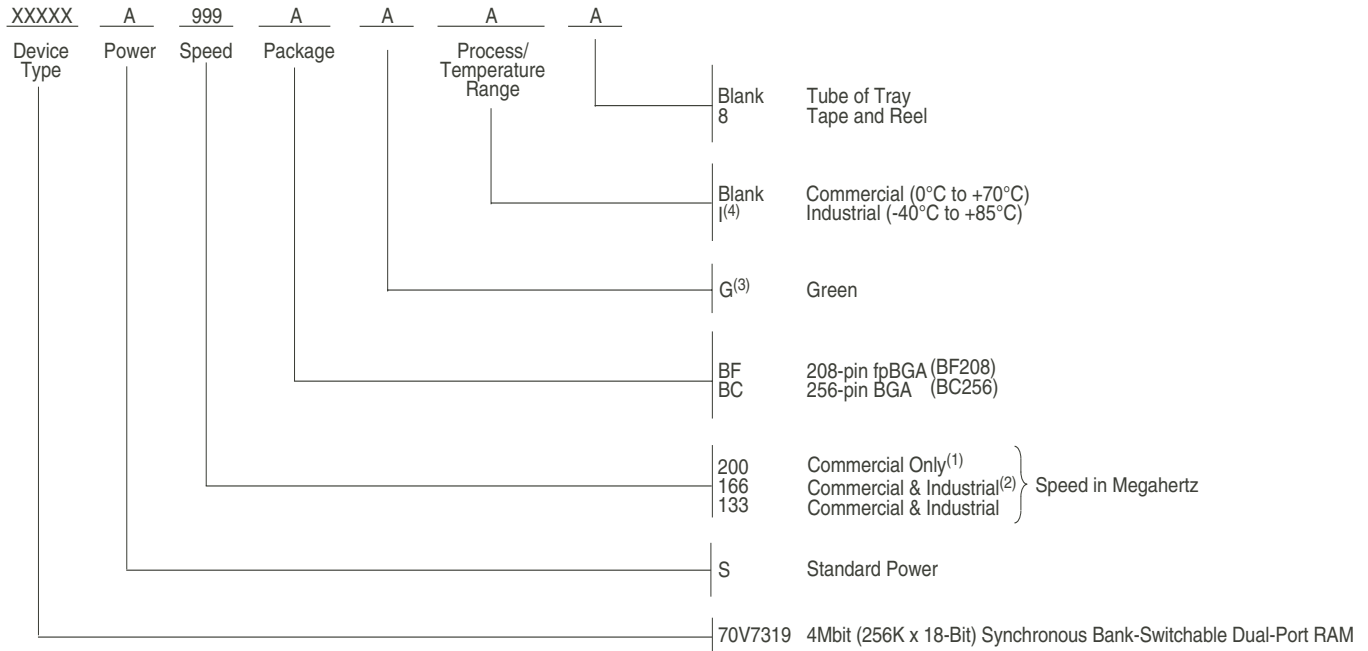 XXXXX A 999 A A A A
Device Type Power Speed Package Process/ Temperature Range
Blank Tube of Tray
8 Tape and Reel
Blank Commercial (0°C to +70°C)
I(4) Industrial (-40°C to +85°C)
G(3) Green
BF 208-pin fpBGA (BF208)
BC 256-pin BGA (BC256)
200 Commercial Only(1)
166 Commercial & Industrial(2) Speed in Megahertz
133 Commercial & Industrial
S Standard Power
70V7319 4Mbit (256K x 18-Bit) Synchronous Bank-Switchable Dual-Port RAM